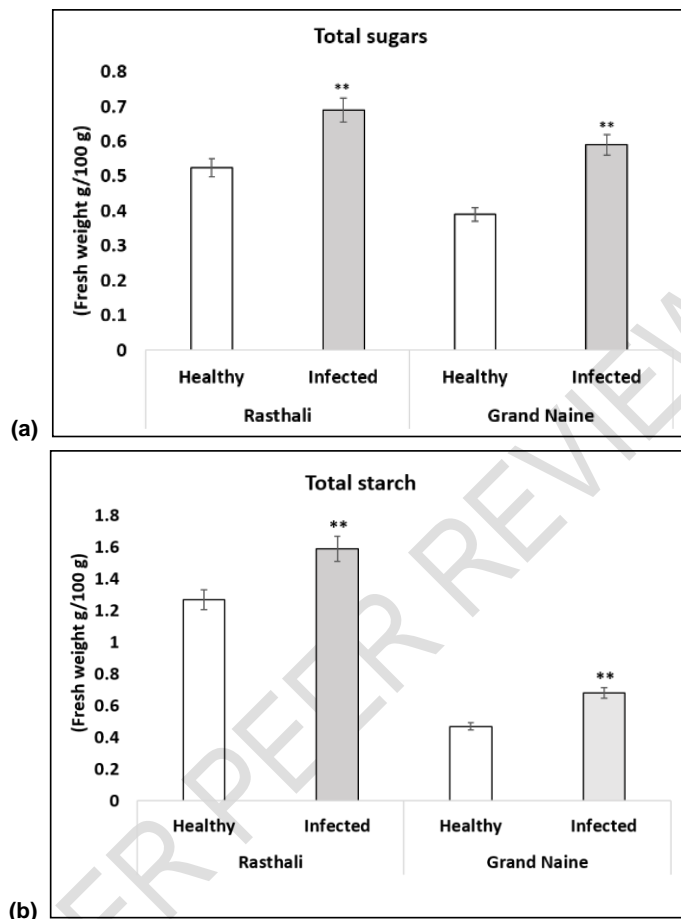 Total sugars
(Fresh weight g/100 g)
0.8
0.7
0.6
0.5
0.4
0.3
0.2
0.1
0
**
**
Healthy Infected Healthy Infected
Rasthali Grand Naine
(a)
Total starch
(Fresh weight g/100 g)
1.8
1.6
1.4
1.2
1
0.8
0.6
0.4
0.2
0
**
**
Healthy Infected Healthy Infected
Rasthali Grand Naine
(b)
ER PEER REVIEW